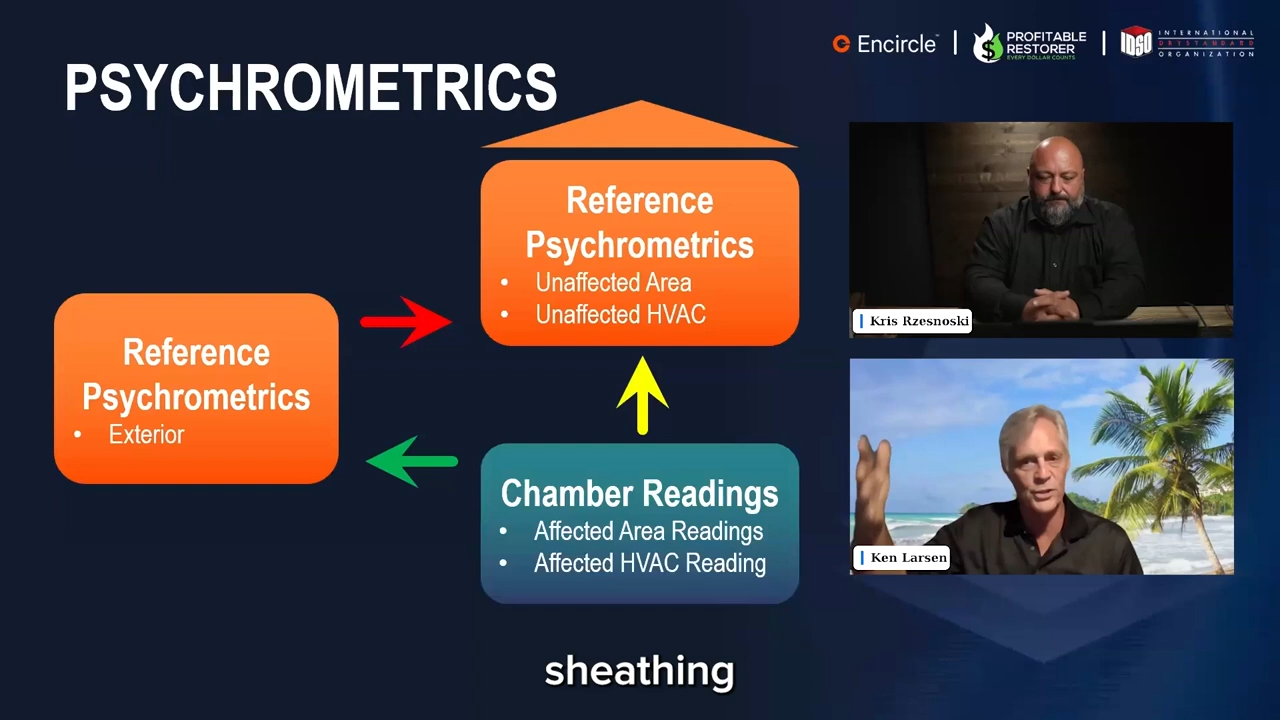 Encircle
PROFITABLE
RESTORER
EVERY DOLLAR COUNTS
IDSO
INTERNATIONAL
DRYSTANDARD
ORGANIZATION
PSYCHROMETRICS
Reference
Psychrometrics
• Unaffected Area
• Unaffected HVAC
Reference
Psychrometrics
• Exterior
Chamber Readings
• Affected Area Readings
• Affected HVAC Reading
Kris Rzesnoski
Ken Larsen
sheathing